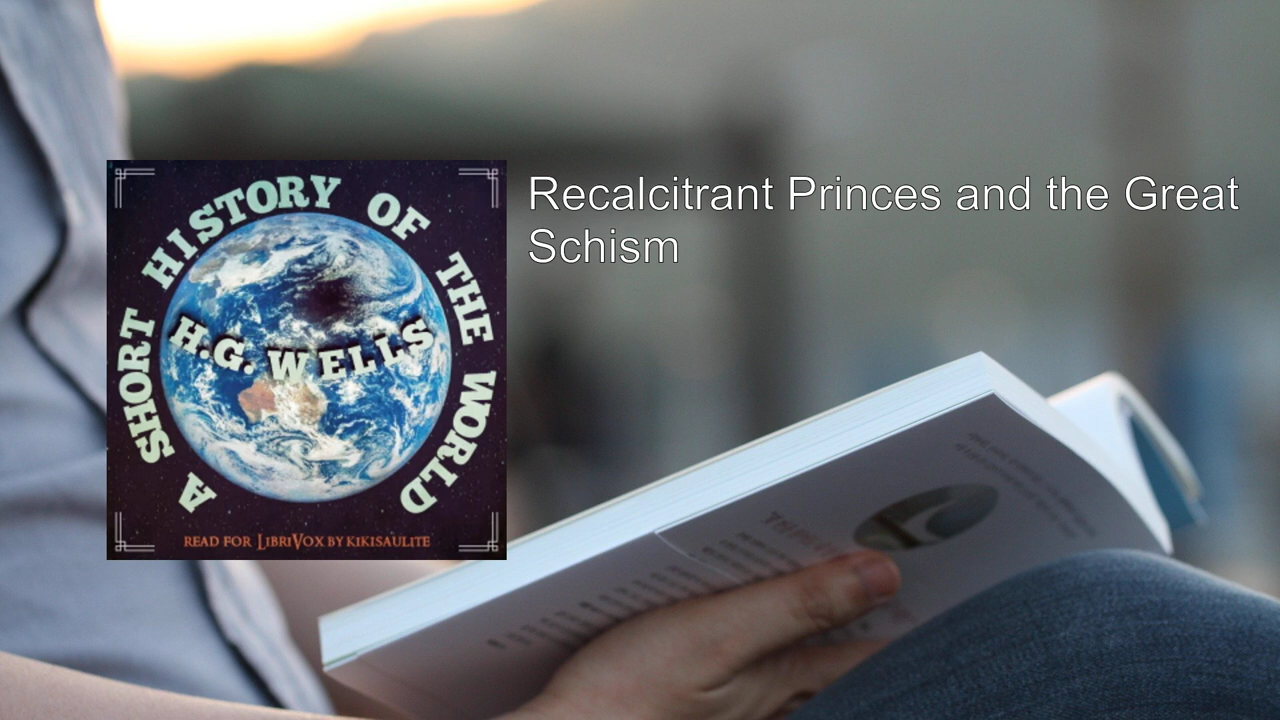 A SHORT HISTORY OF THE WORLD
H.G. WELLS
READ FOR LIBRIVOX BY KIKISAULITE
Recalcitrant Princes and the Great
Schism